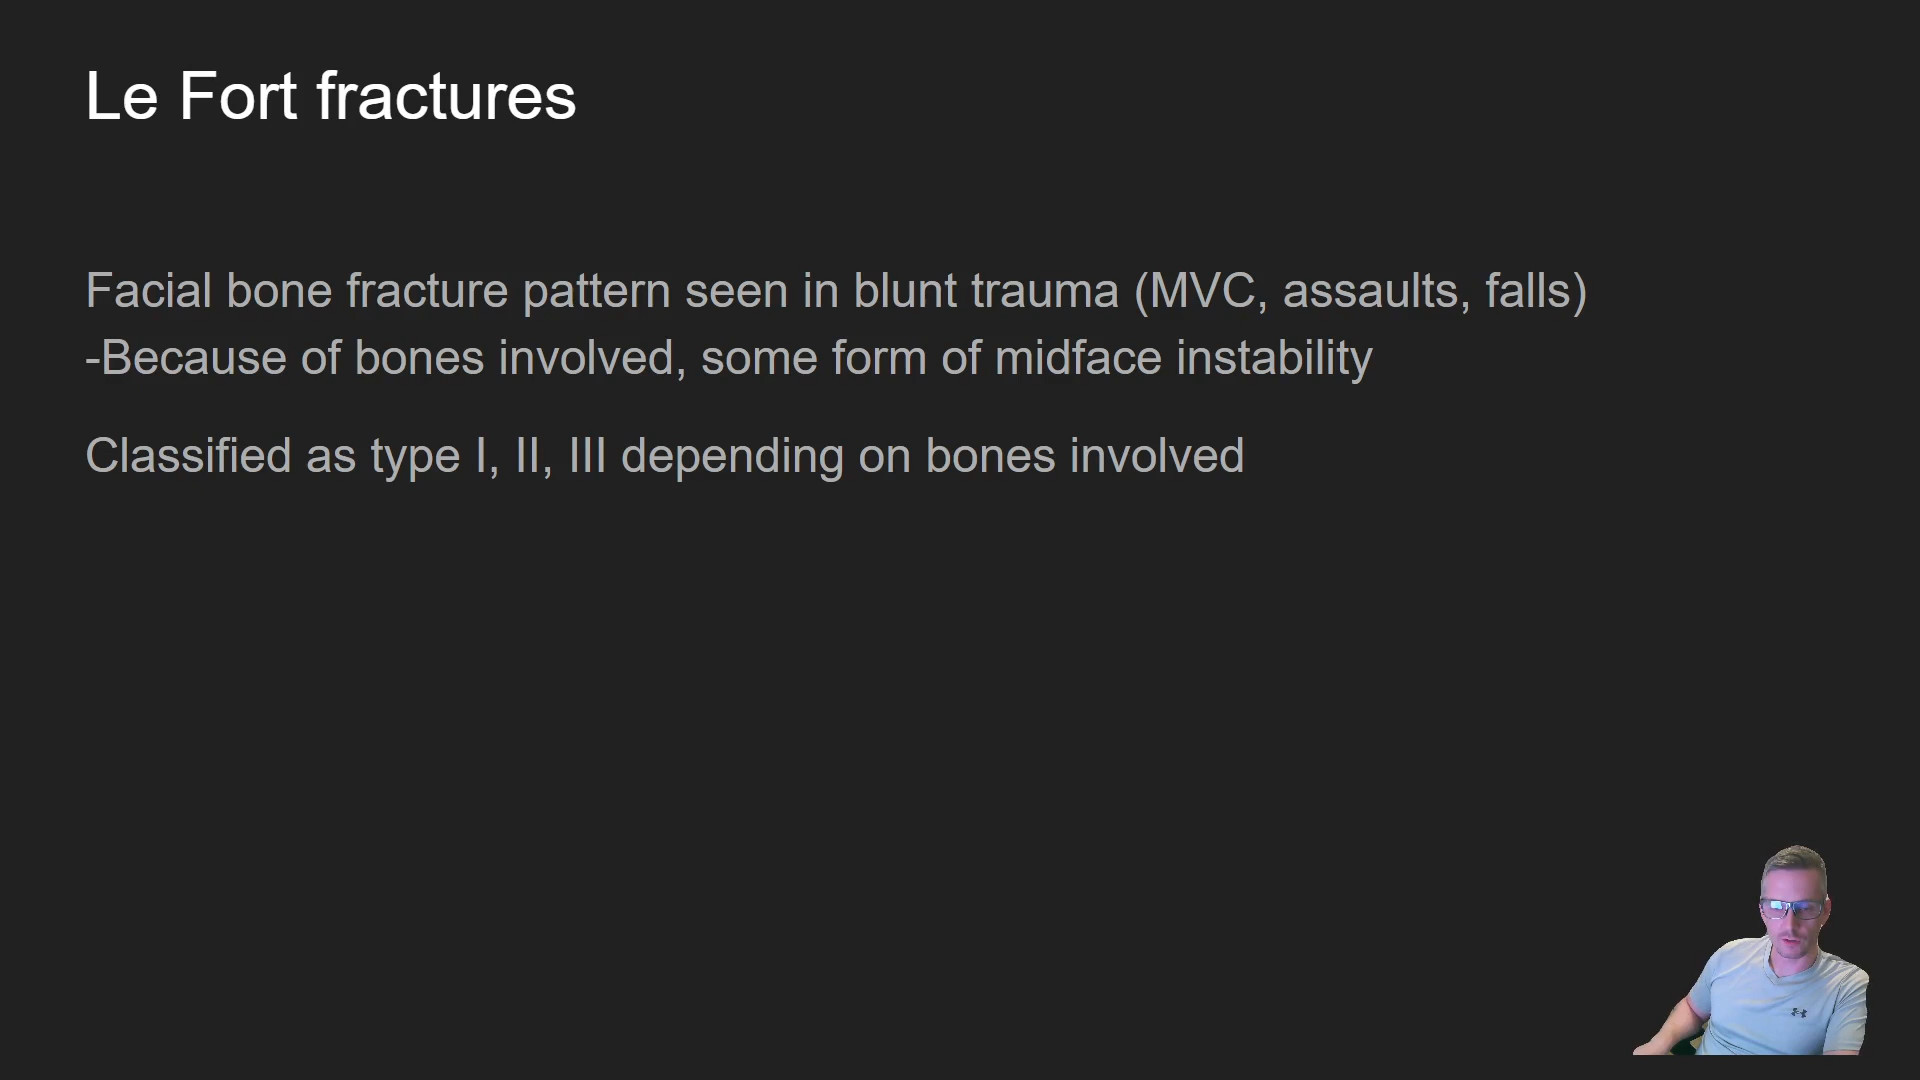 Le Fort fractures
Facial bone fracture pattern seen in blunt trauma (MVC, assaults, falls)
-Because of bones involved, some form of midface instability
Classified as type I, II, III depending on bones involved